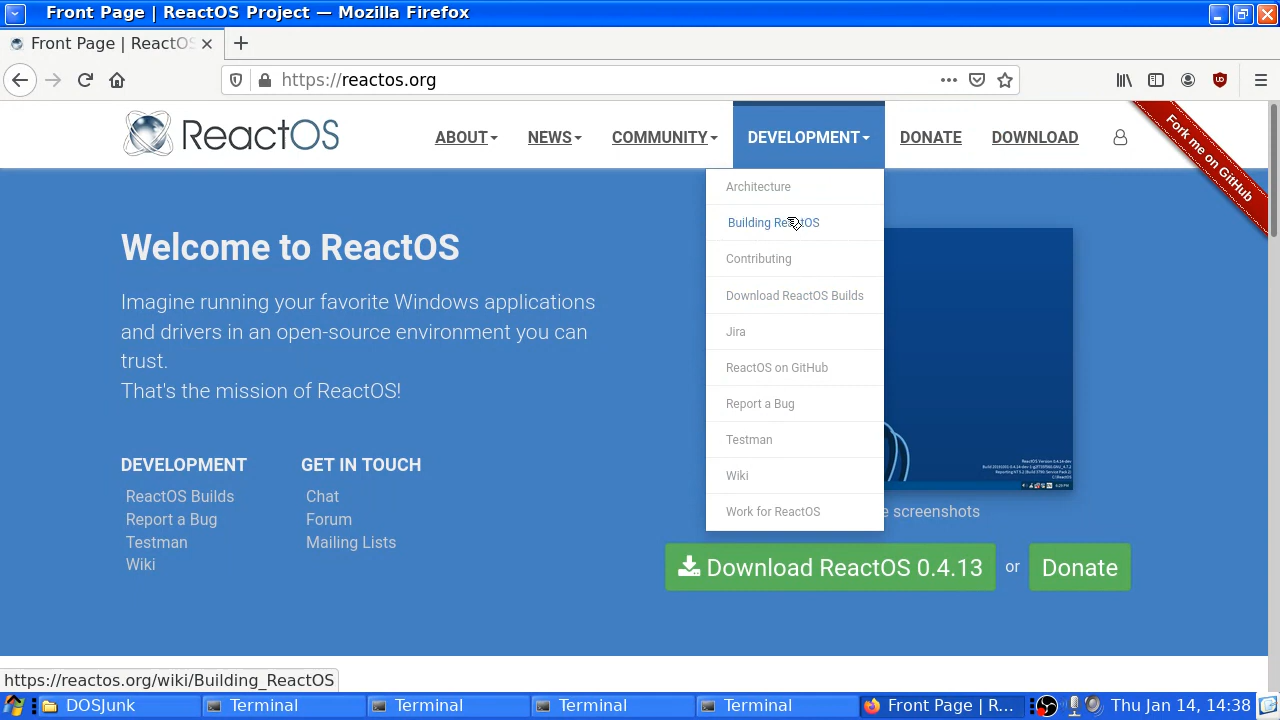 Front Page | ReactOS Project — Mozilla Firefox
Front Page | ReactOS
https://reactos.org
ReactOS
ABOUT NEWS COMMUNITY DEVELOPMENT DONATE DOWNLOAD
Fork me on GitHub
Architecture
Building ReactOS
Contributing
Download ReactOS Builds
Jira
ReactOS on GitHub
Report a Bug
Testman
Wiki
Work for ReactOS
Welcome to ReactOS
Imagine running your favorite Windows applications
and drivers in an open-source environment you can
trust.
That's the mission of ReactOS!
DEVELOPMENT
ReactOS Builds
Report a Bug
Testman
Wiki
GET IN TOUCH
Chat
Forum
Mailing Lists
screenshots
Download ReactOS 0.4.13 or Donate
https://reactos.org/wiki/Building_ReactOS
DOSJunk Terminal Terminal Terminal Terminal Front Page | R... Thu Jan 14, 14:38